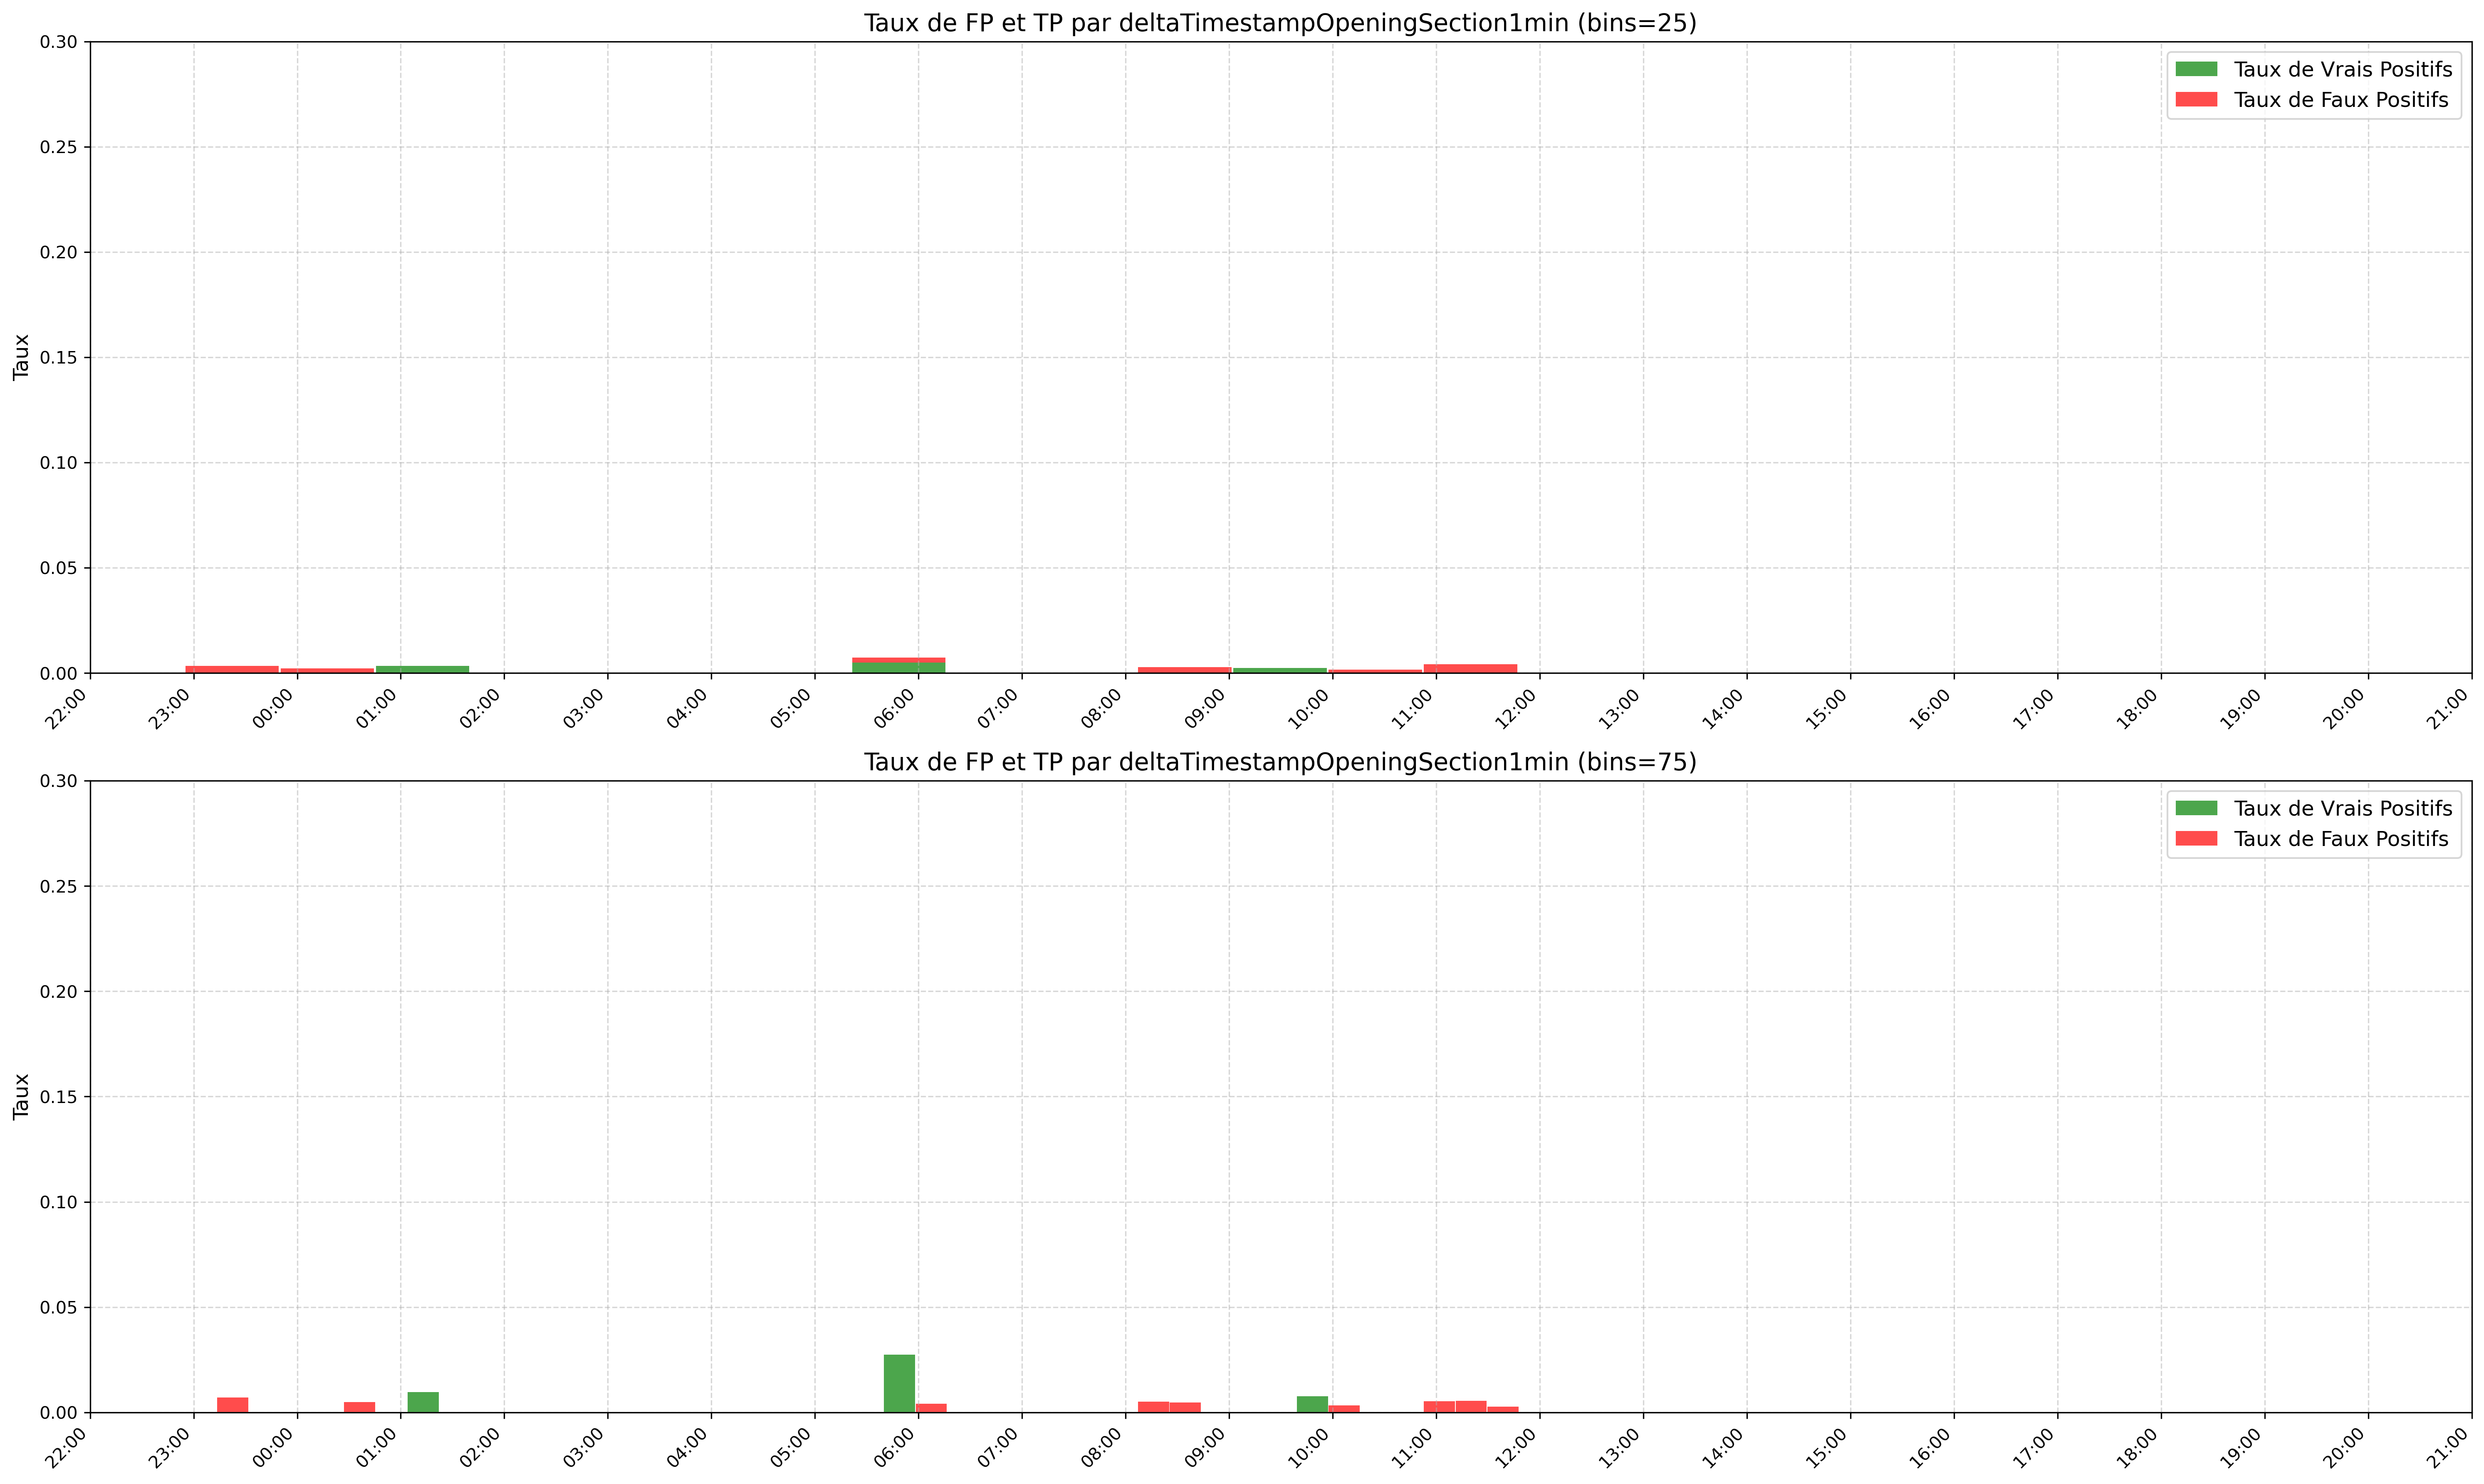 Taux de FP et TP par deltaTimestampOpeningSection1min (bins=25)
Taux de Vrais Positifs
Taux de Faux Positifs
Taux
0.30
0.25
0.20
0.15
0.10
0.05
0.00
22:00 23:00 00:00 01:00 02:00 03:00 04:00 05:00 06:00 07:00 08:00 09:00 10:00 11:00 12:00 13:00 14:00 15:00 16:00 17:00 18:00 19:00 20:00 21:00
Taux de FP et TP par deltaTimestampOpeningSection1min (bins=75)
Taux de Vrais Positifs
Taux de Faux Positifs
Taux
0.30
0.25
0.20
0.15
0.10
0.05
0.00
22:00 23:00 00:00 01:00 02:00 03:00 04:00 05:00 06:00 07:00 08:00 09:00 10:00 11:00 12:00 13:00 14:00 15:00 16:00 17:00 18:00 19:00 20:00 21:00